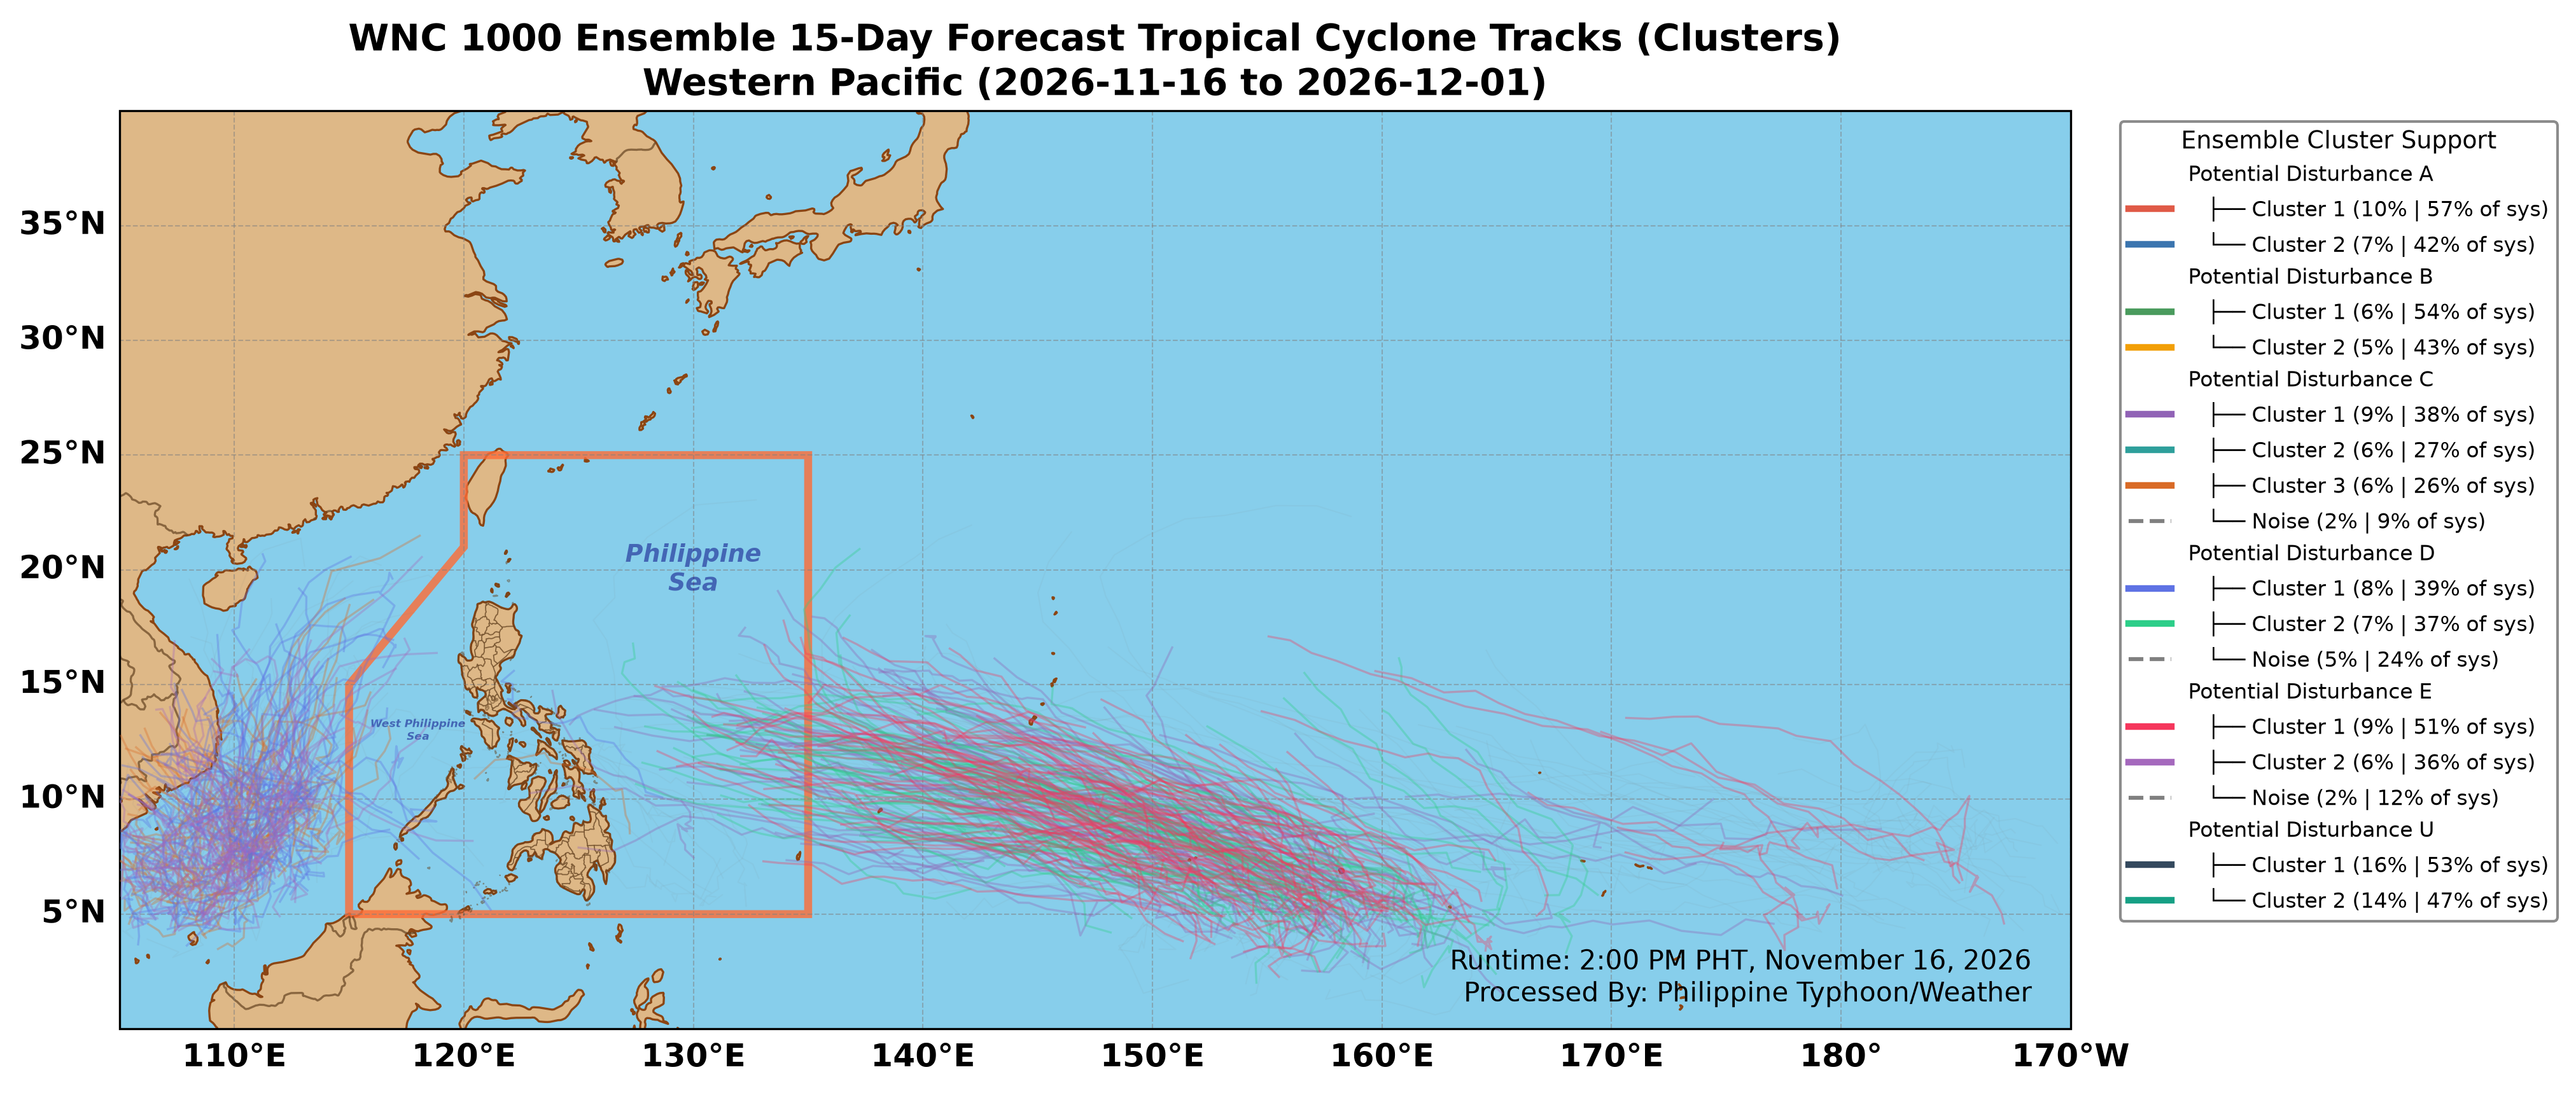 WNC 1000 Ensemble 15-Day Forecast Tropical Cyclone Tracks (Clusters)
Western Pacific (2026-11-16 to 2026-12-01)
35°N
30°N
25°N
20°N
15°N
10°N
5°N
Philippine
Sea
West Philippine
Sea
Runtime: 2:00 PM PHT, November 16, 2026
Processed By: Philippine Typhoon/Weather
110°E
120°E
130°E
140°E
150°E
160°E
170°E
180°
170°W
Ensemble Cluster Support
Potential Disturbance A
├── Cluster 1 (10% | 57% of sys)
└── Cluster 2 (7% | 42% of sys)
Potential Disturbance B
├── Cluster 1 (6% | 54% of sys)
└── Cluster 2 (5% | 43% of sys)
Potential Disturbance C
├── Cluster 1 (9% | 38% of sys)
├── Cluster 2 (6% | 27% of sys)
├── Cluster 3 (6% | 26% of sys)
└── Noise (2% | 9% of sys)
Potential Disturbance D
├── Cluster 1 (8% | 39% of sys)
├── Cluster 2 (7% | 37% of sys)
└── Noise (5% | 24% of sys)
Potential Disturbance E
├── Cluster 1 (9% | 51% of sys)
├── Cluster 2 (6% | 36% of sys)
└── Noise (2% | 12% of sys)
Potential Disturbance U
├── Cluster 1 (16% | 53% of sys)
└── Cluster 2 (14% | 47% of sys)